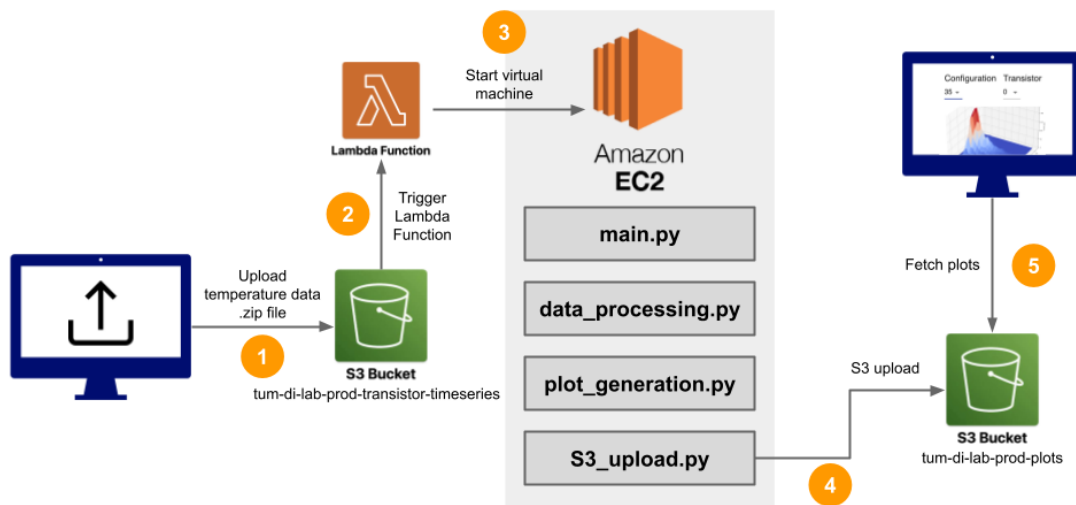 3
Start virtual
machine
Lambda Function
2
Trigger
Lambda
Function
Upload
temperature data
.zip file
1
S3 Bucket
tum-di-lab-prod-transistor-timeseries
Amazon
EC2
main.py
data_processing.py
plot_generation.py
S3_upload.py
4
S3 upload
Configuration Transistor
35 0
Fetch plots
5
S3 Bucket
tum-di-lab-prod-plots